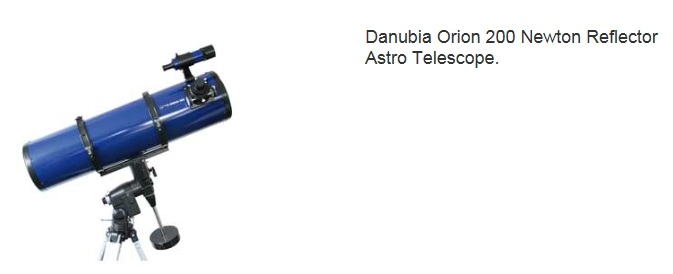 Danubia Orion 200 Newton Reflector
Astro Telescope.